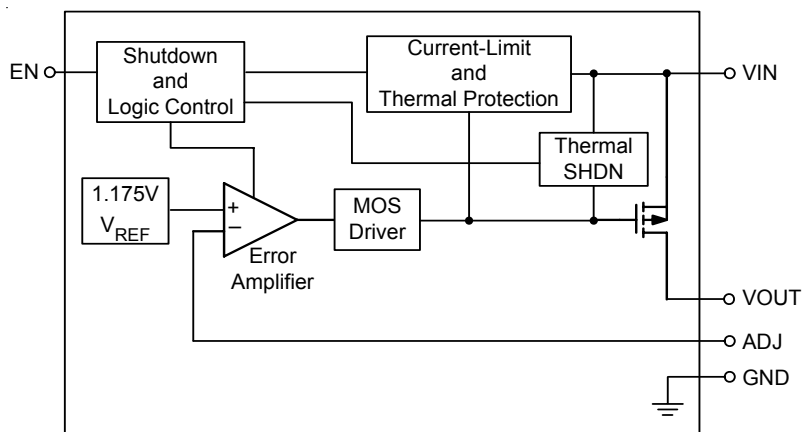 EN
Shutdown
and
Logic Control
Current-Limit
and
Thermal Protection
VIN
Thermal
SHDN
1.175V
VREF
+
−
MOS
Driver
Error
Amplifier
VOUT
ADJ
GND